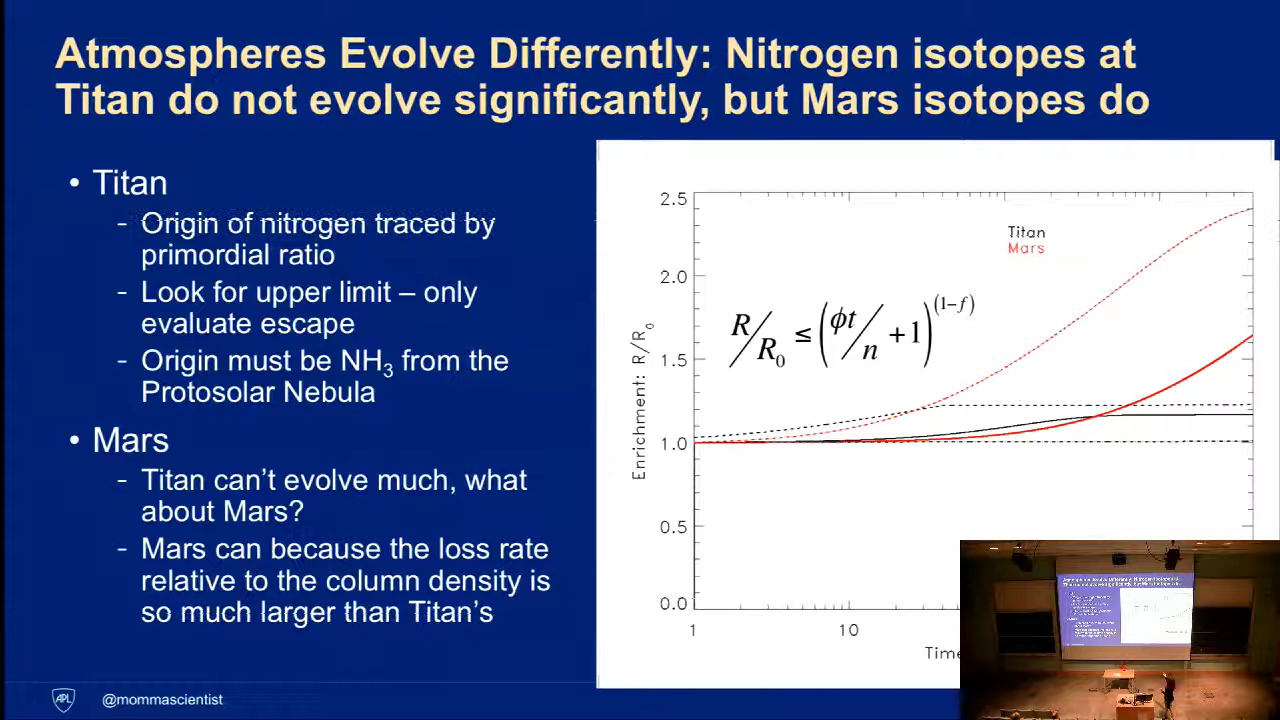 Atmospheres Evolve Differently: Nitrogen isotopes at
Titan do not evolve significantly, but Mars isotopes do
• Titan
- Origin of nitrogen traced by
primordial ratio
- Look for upper limit – only
evaluate escape
- Origin must be NH₃ from the
Protosolar Nebula
• Mars
- Titan can't evolve much, what
about Mars?
- Mars can because the loss rate
relative to the column density is
so much larger than Titan's
2.5
2.0
1.5
1.0
0.5
0.0
Enrichment: R/R₀
Titan
Mars
R/R₀ ≤ (ϕt/n + 1)^(1−f)
1
10
APL
@mommascientist